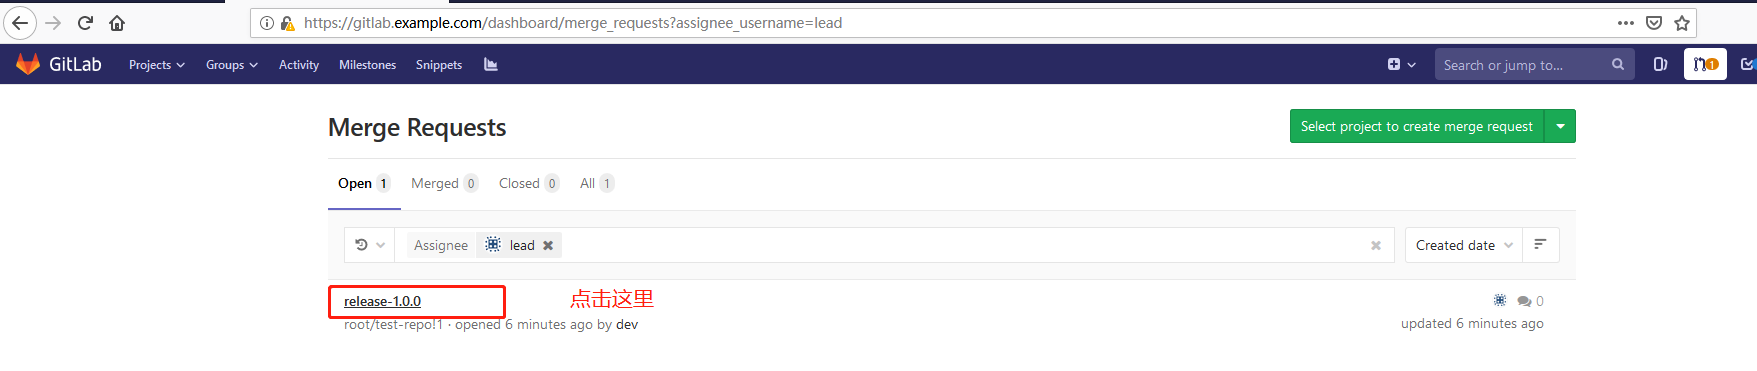 https://gitlab.example.com/dashboard/merge_requests?assignee_username=lead
GitLab Projects Groups Activity Milestones Snippets Search or jump to... 1
Merge Requests
Select project to create merge request
Open 1 Merged 0 Closed 0 All 1
Assignee lead Created date
release-1.0.0 点击这里 0
root/test-repo!1 · opened 6 minutes ago by dev updated 6 minutes ago